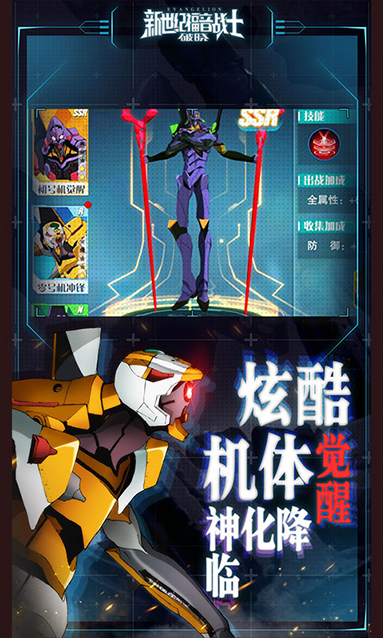 EVANGELION
新世纪福音战士
破晓
SSR
初号机觉醒
R
零号机冲锋
N
SSR
技能
出战加成
全属性：+
收集加成
防 御：+
炫酷
机体觉醒
神化降临